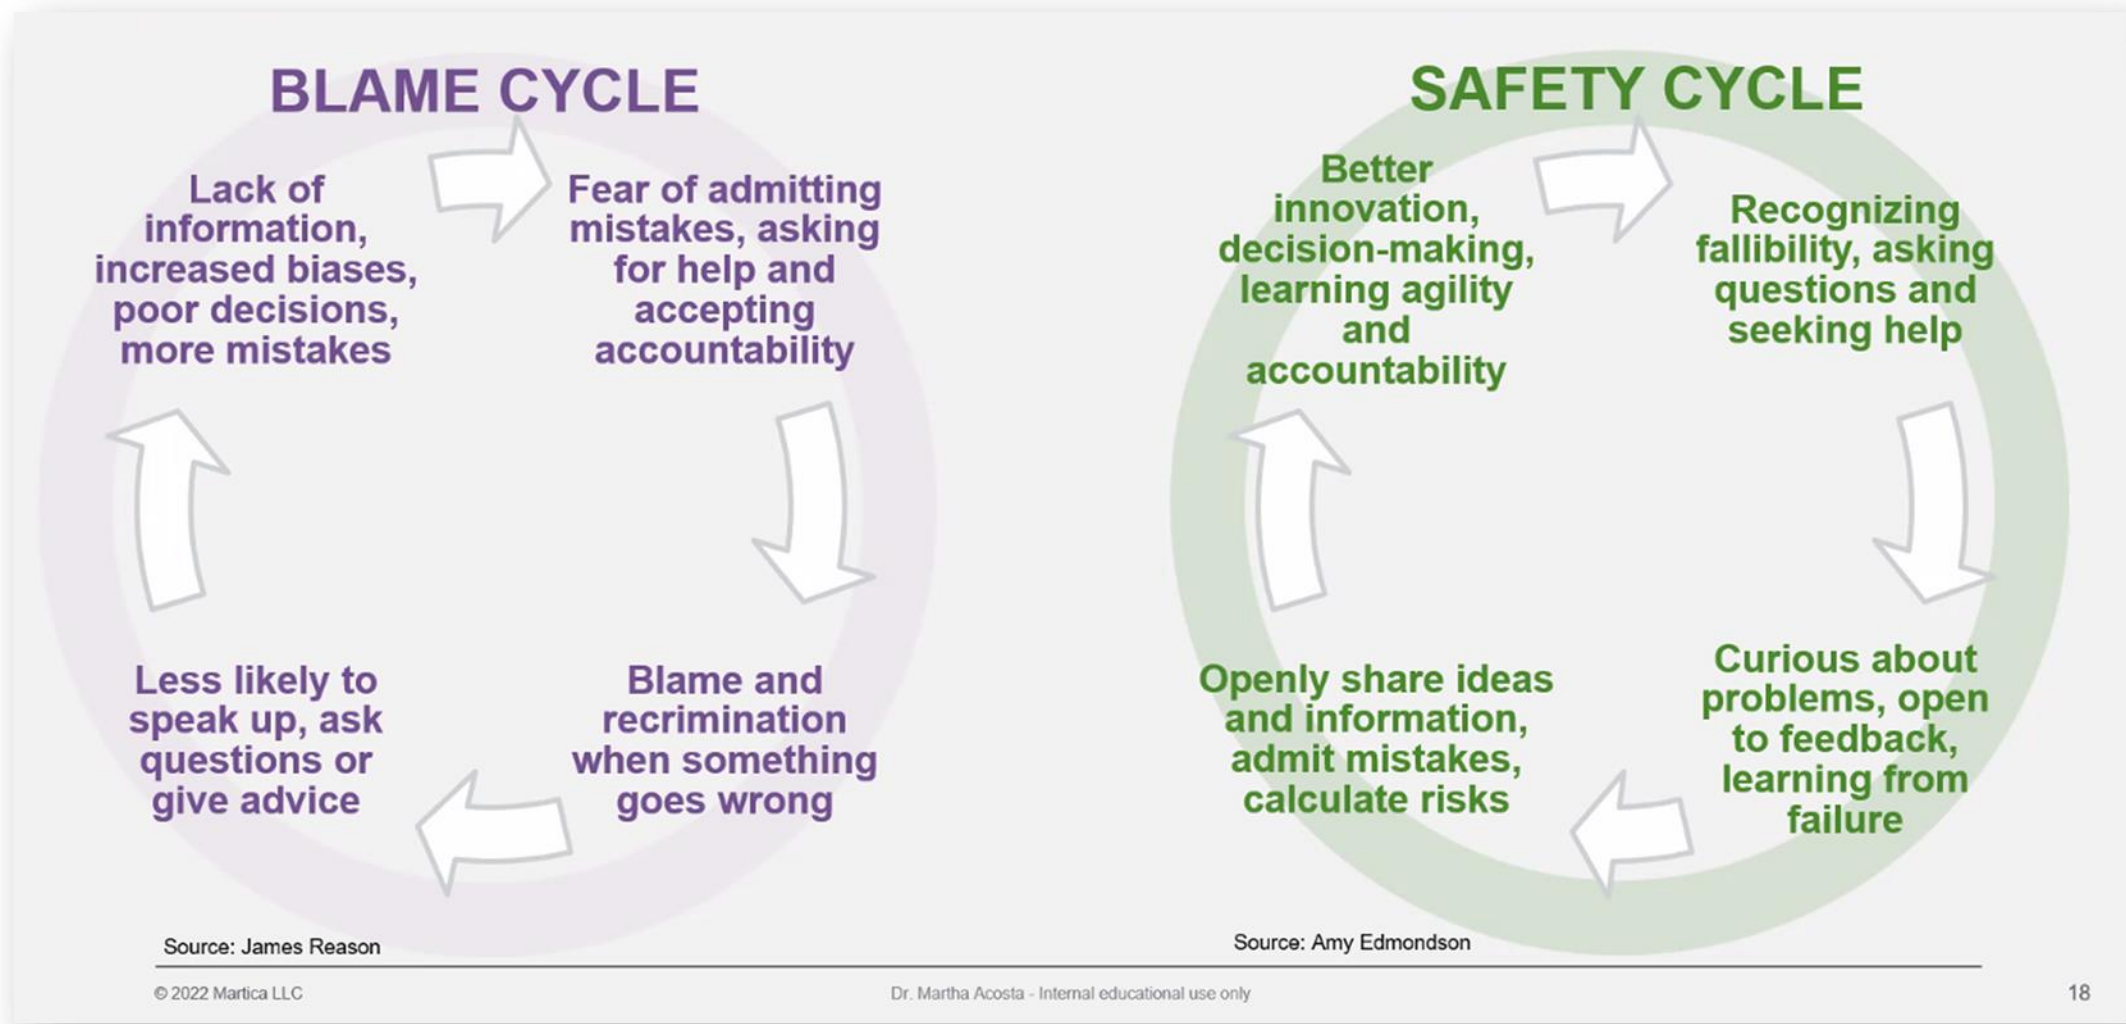 BLAME CYCLE
Lack of
information,
increased biases,
poor decisions,
more mistakes
Fear of admitting
mistakes, asking
for help and
accepting
accountability
Blame and
recrimination
when something
goes wrong
Less likely to
speak up, ask
questions or
give advice
Source: James Reason
SAFETY CYCLE
Better
innovation,
decision-making,
learning agility
and
accountability
Recognizing
fallibility, asking
questions and
seeking help
Curious about
problems, open
to feedback,
learning from
failure
Openly share ideas
and information,
admit mistakes,
calculate risks
Source: Amy Edmondson
© 2022 Martica LLC
Dr. Martha Acosta - Internal educational use only
18